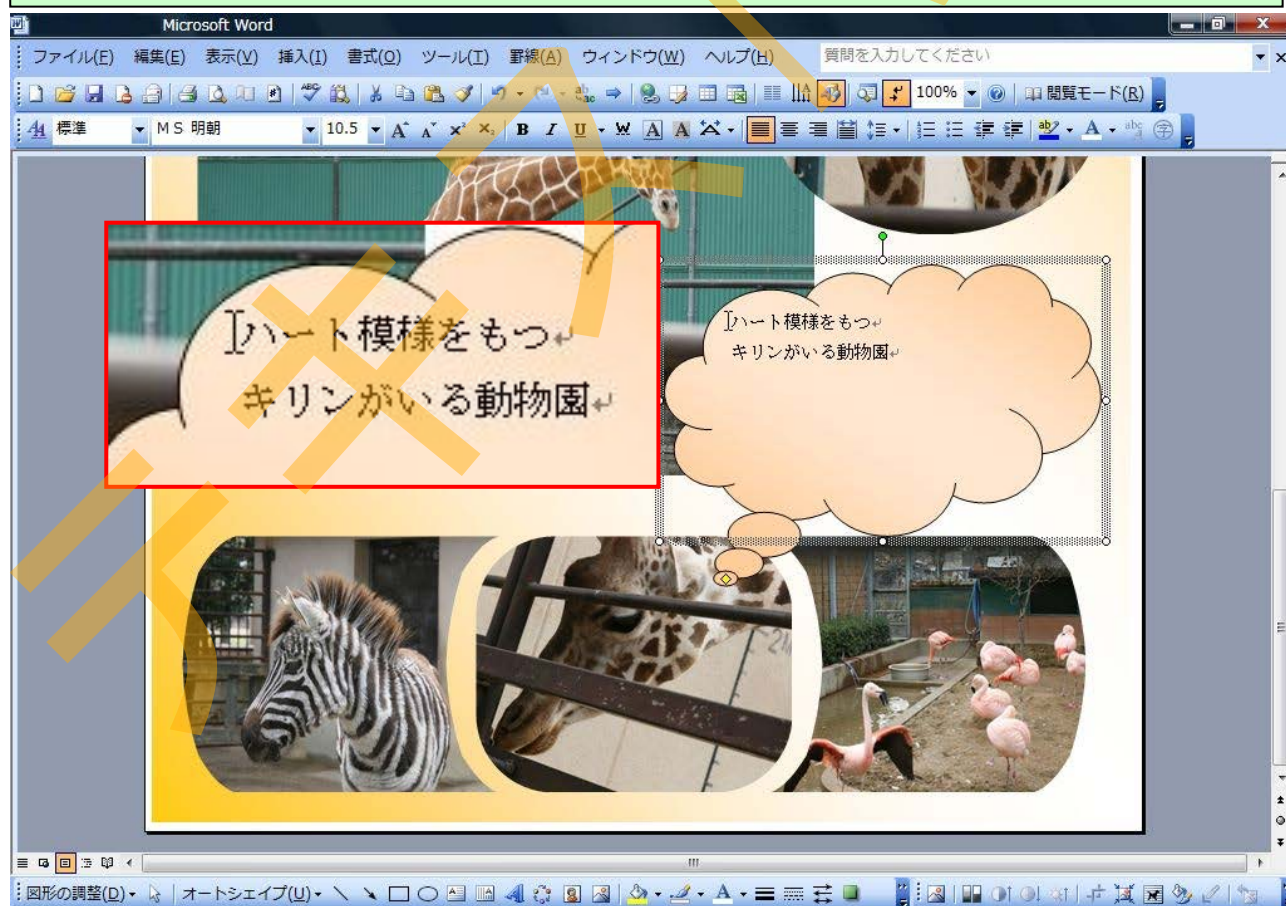 Microsoft Word
ファイル(F) 編集(E) 表示(V) 挿入(I) 書式(O) ツール(T) 罫線(A) ウィンドウ(W) ヘルプ(H) 質問を入力してください
100% 閲覧モード(R)
標準 MS 明朝 10.5 B I U
ハート模様をもつ
キリンがいる動物園
ハート模様をもつ
キリンがいる動物園
図形の調整(D) オートシェイプ(U)